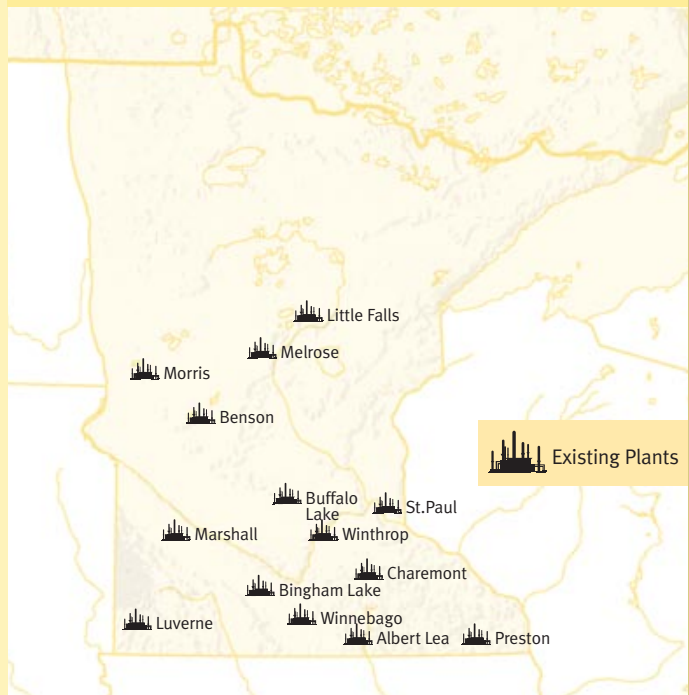 Little Falls
Melrose
Morris
Benson
Existing Plants
Buffalo
Lake
St.Paul
Marshall
Winthrop
Charemont
Bingham Lake
Winnebago
Luverne
Albert Lea
Preston